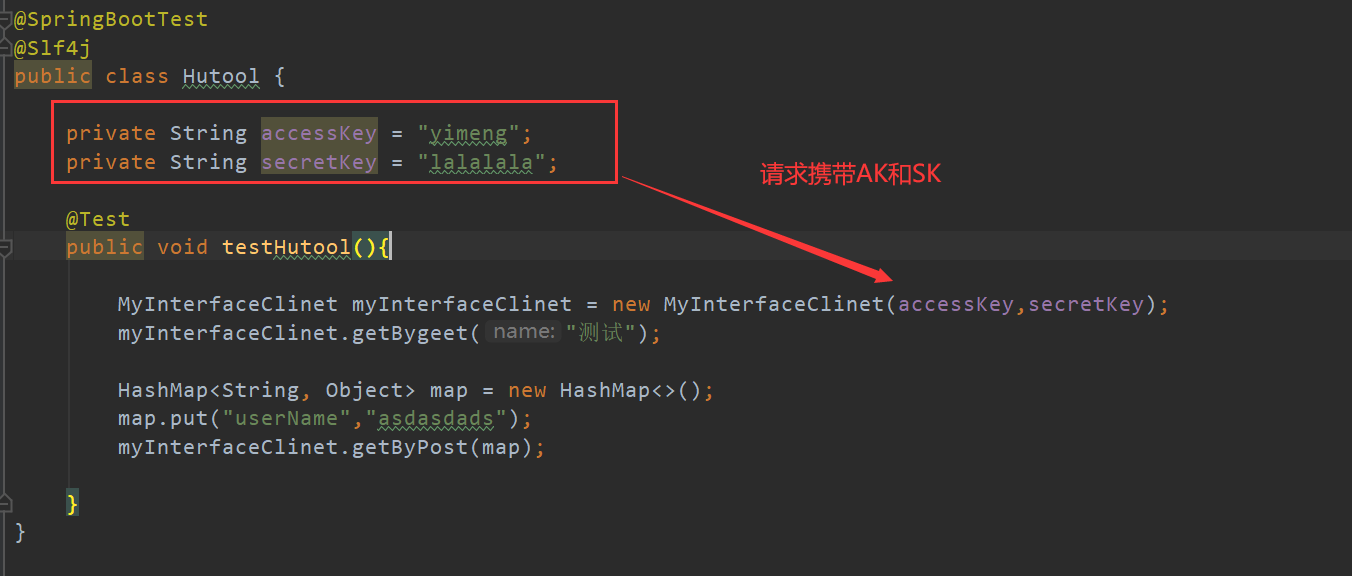 @SpringBootTest
@Slf4j
public class Hutool {
private String accessKey = "yimeng";
private String secretKey = "lalalala";
请求携带AK和SK
@Test
public void testHutool(){
MyInterfaceClinet myInterfaceClinet = new MyInterfaceClinet(accessKey,secretKey);
myInterfaceClinet.getBygeet( name: "测试");
HashMap<String, Object> map = new HashMap<>();
map.put("userName","asdasdads");
myInterfaceClinet.getByPost(map);
}
}